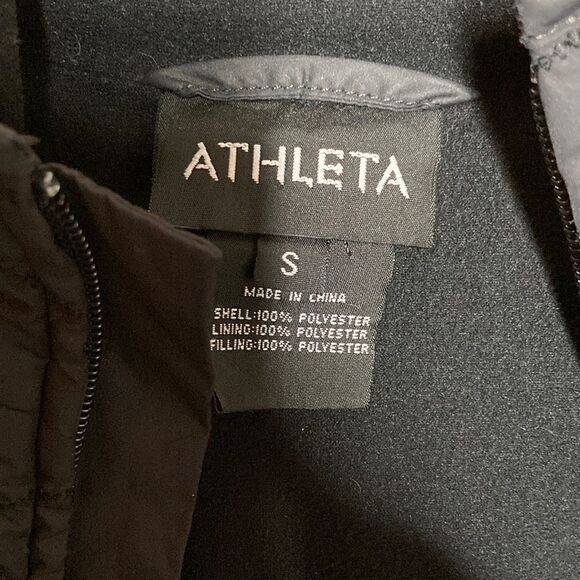 ATHLETA
S
MADE IN CHINA
SHELL:100% POLYESTER
LINING:100% POLYESTER
FILLING:100% POLYESTER